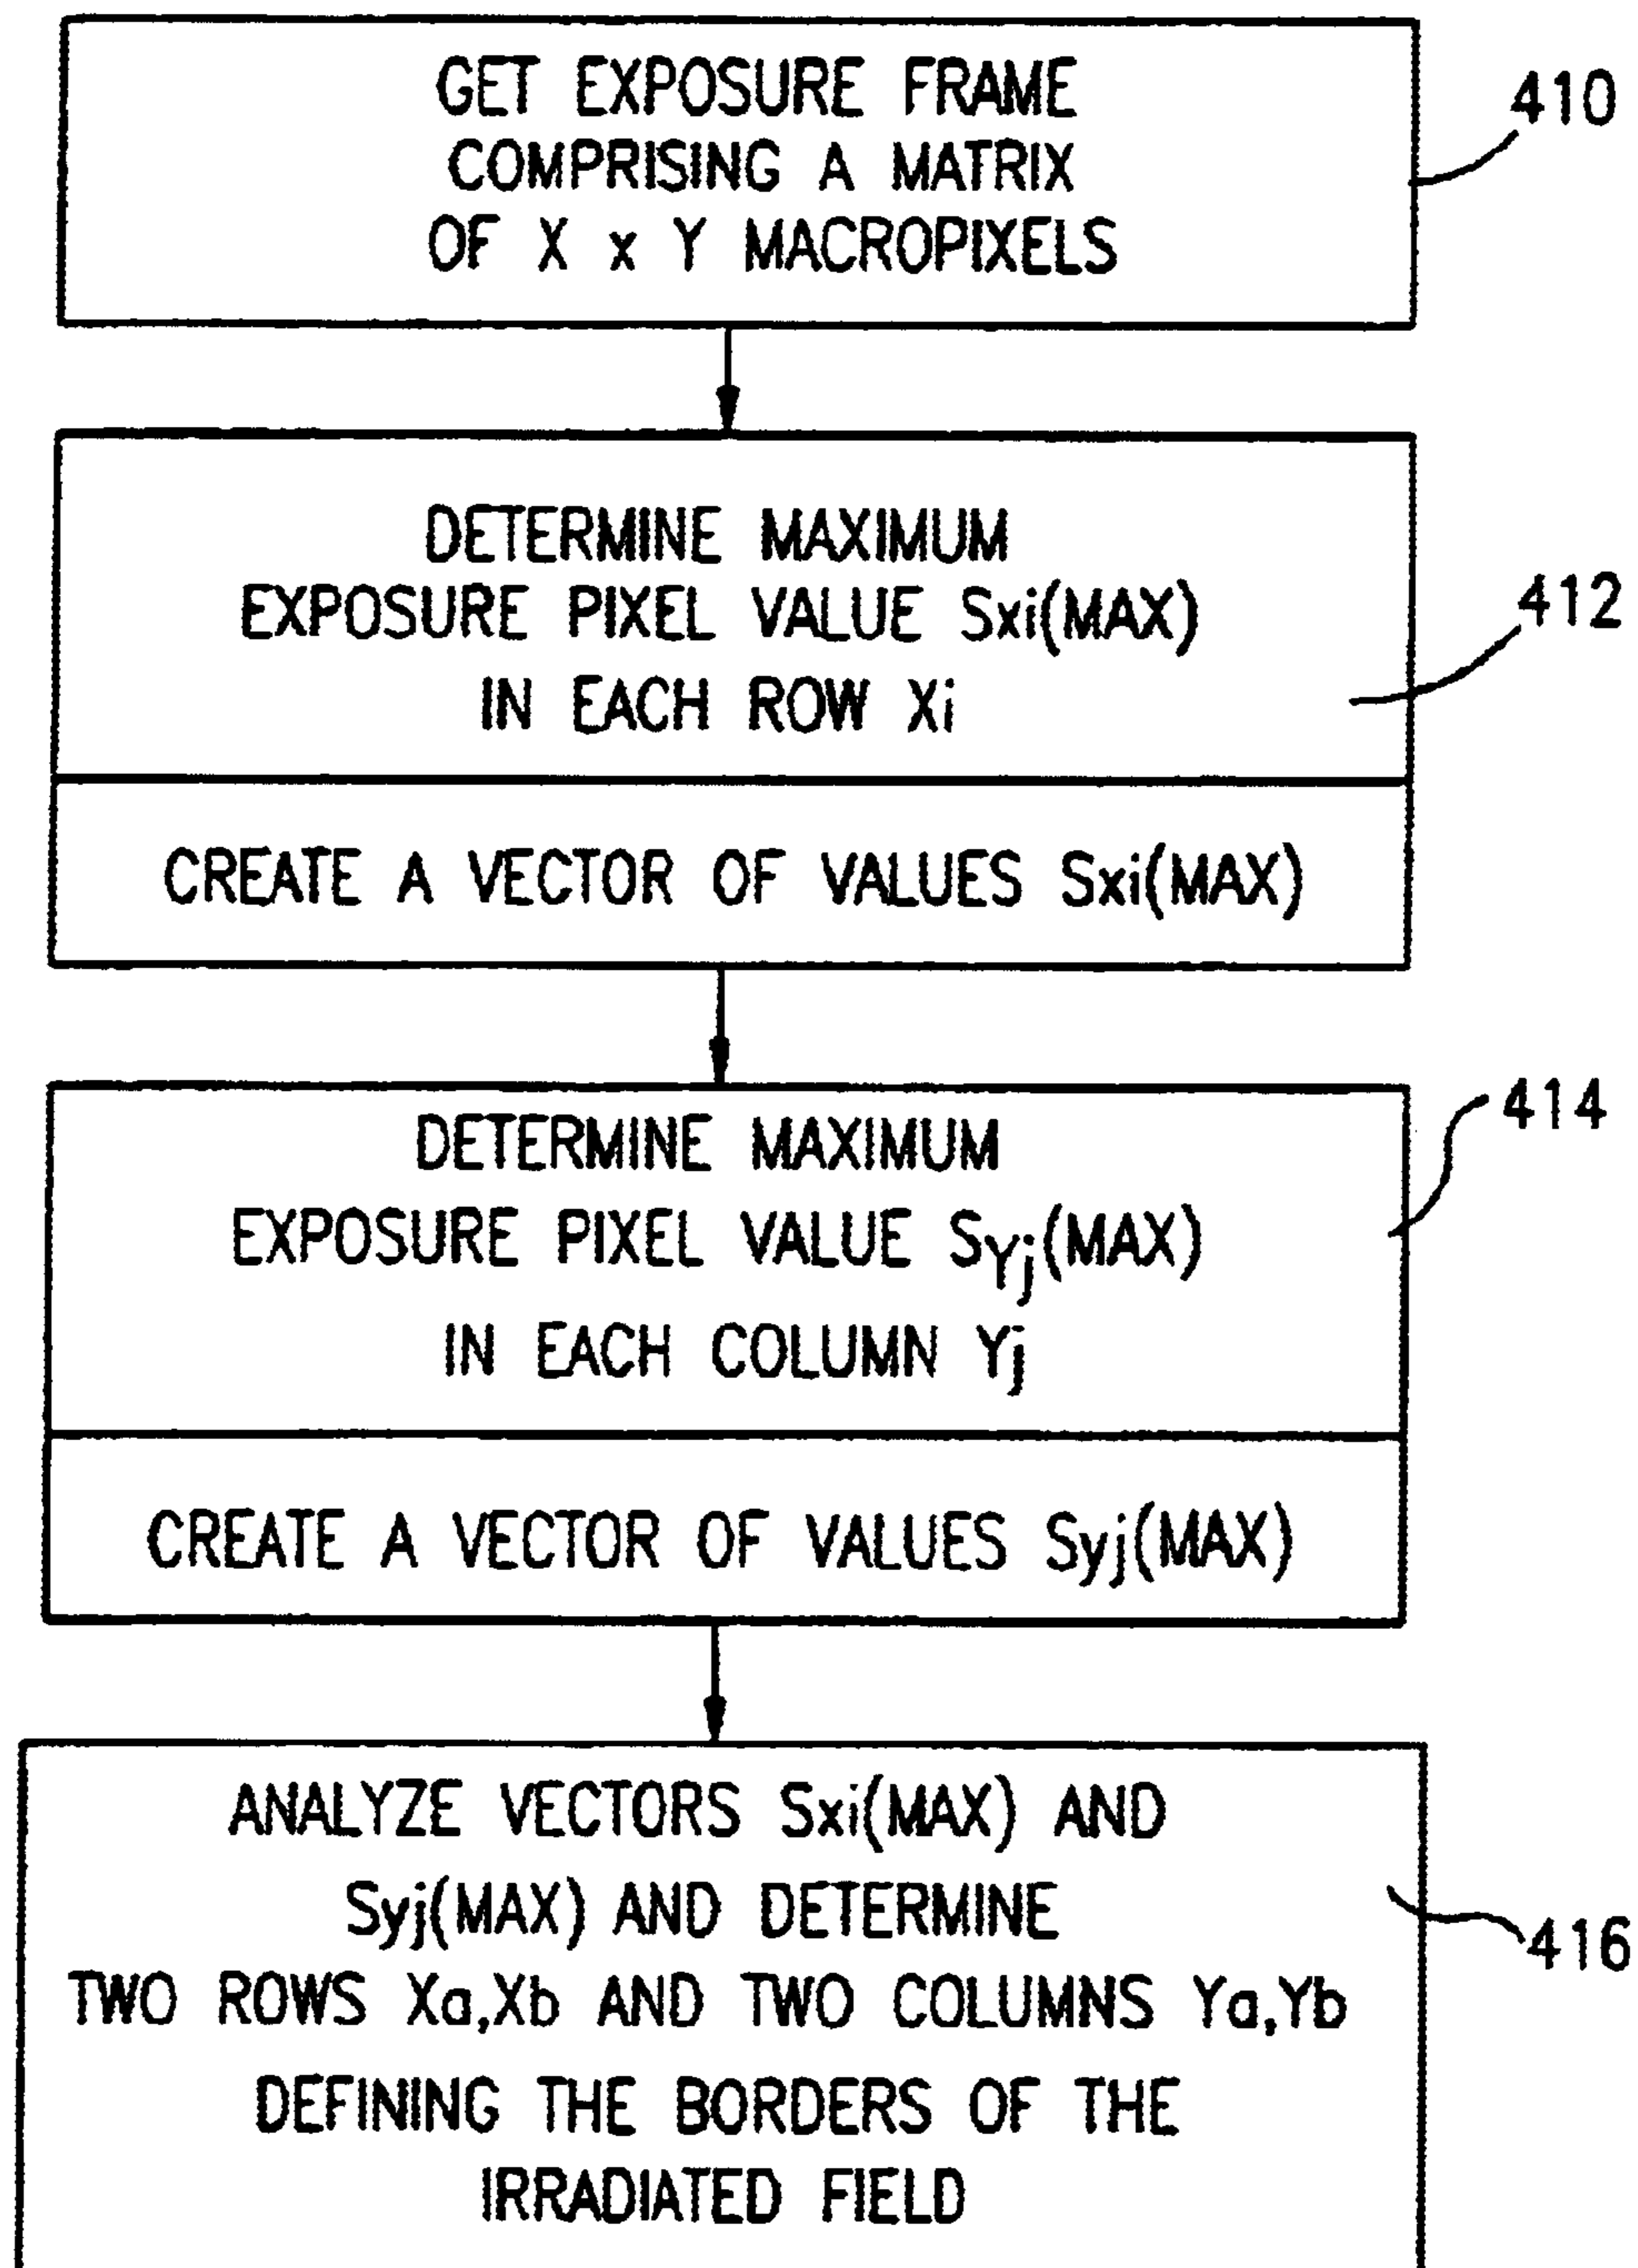 GET EXPOSURE FRAME
COMPRISING A MATRIX
OF X x Y MACROPIXELS
410
DETERMINE MAXIMUM
EXPOSURE PIXEL VALUE Sxi(MAX)
IN EACH ROW Xi
412
CREATE A VECTOR OF VALUES Sxi(MAX)
DETERMINE MAXIMUM
414
EXPOSURE PIXEL VALUE SYj(MAX)
IN EACH COLUMN Yj
CREATE A VECTOR OF VALUES Syj(MAX)
ANALYZE VECTORS Sxi(MAX) AND
Syj(MAX) AND DETERMINE
416
TWO ROWS Xa,Xb AND TWO COLUMNS Ya,Yb
DEFINING THE BORDERS OF THE
IRRADIATED FIELD